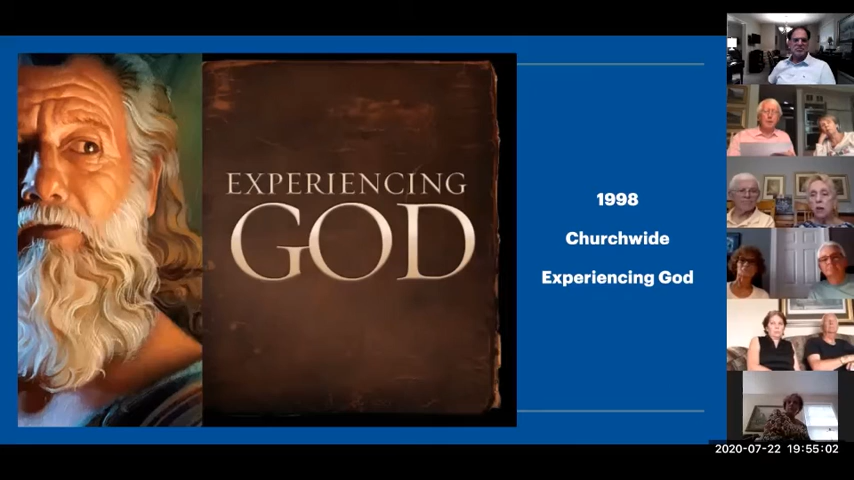 EXPERIENCING
GOD
1998
Churchwide
Experiencing God
2020-07-22 19:55:02